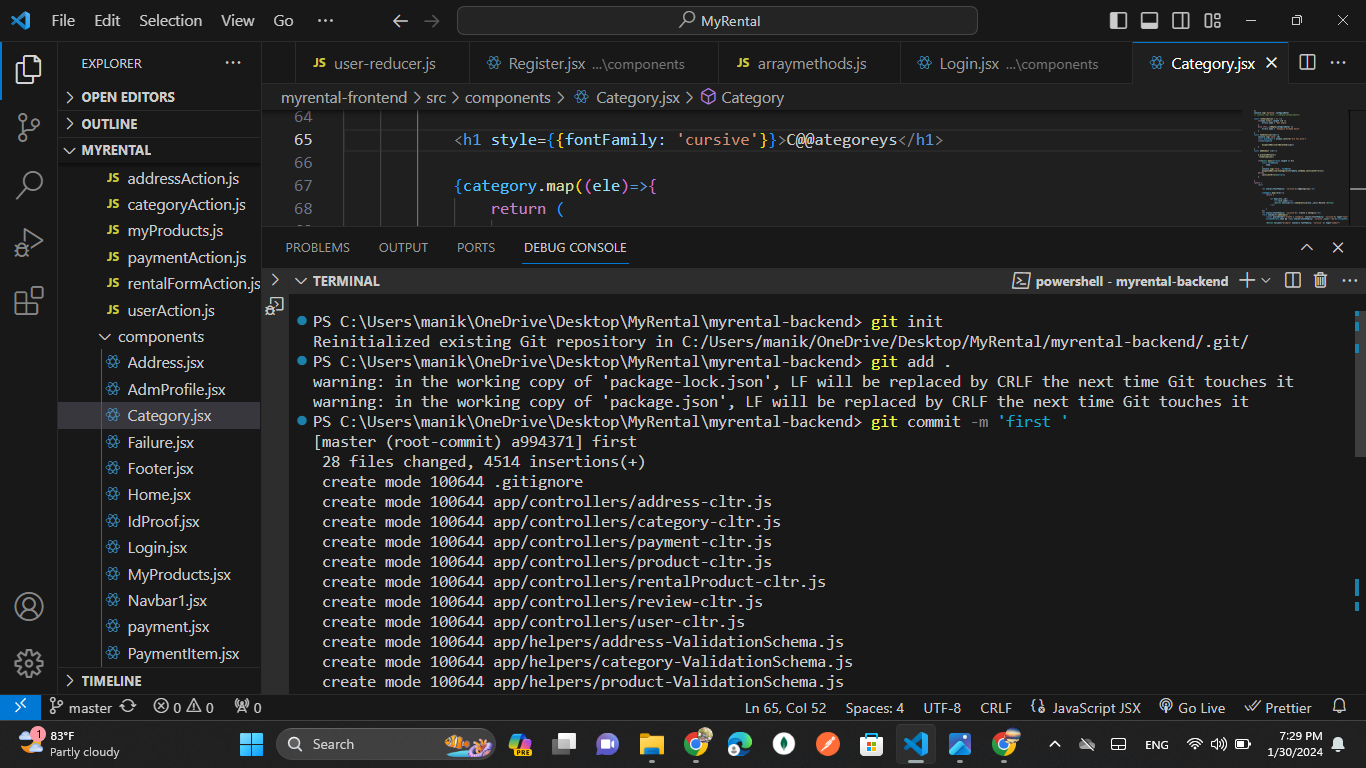 File Edit Selection View Go ··· MyRental
EXPLORER ···
OPEN EDITORS
OUTLINE
MYRENTAL
JS addressAction.js
JS categoryAction.js
JS myProducts.js
JS paymentAction.js
JS rentalFormAction.js
JS userAction.js
components
Address.jsx
AdmProfile.jsx
Category.jsx
Failure.jsx
Footer.jsx
Home.jsx
IdProof.jsx
Login.jsx
MyProducts.jsx
Navbar1.jsx
payment.jsx
PaymentItem.jsx
TIMELINE
JS user-reducer.js Register.jsx ...\components JS arraymethods.js Login.jsx ...\components Category.jsx
myrental-frontend > src > components > Category.jsx > Category
64
65 <h1 style={{fontFamily: 'cursive'}}>C@@ategoreys</h1>
66
67 {category.map((ele)=>{
68 return (
PROBLEMS OUTPUT PORTS DEBUG CONSOLE
TERMINAL powershell - myrental-backend
PS C:\Users\manik\OneDrive\Desktop\MyRental\myrental-backend> git init
Reinitialized existing Git repository in C:/Users/manik/OneDrive/Desktop/MyRental/myrental-backend/.git/
PS C:\Users\manik\OneDrive\Desktop\MyRental\myrental-backend> git add .
warning: in the working copy of 'package-lock.json', LF will be replaced by CRLF the next time Git touches it
warning: in the working copy of 'package.json', LF will be replaced by CRLF the next time Git touches it
PS C:\Users\manik\OneDrive\Desktop\MyRental\myrental-backend> git commit -m 'first '
[master (root-commit) a994371] first
28 files changed, 4514 insertions(+)
create mode 100644 .gitignore
create mode 100644 app/controllers/address-cltr.js
create mode 100644 app/controllers/category-cltr.js
create mode 100644 app/controllers/payment-cltr.js
create mode 100644 app/controllers/product-cltr.js
create mode 100644 app/controllers/rentalProduct-cltr.js
create mode 100644 app/controllers/review-cltr.js
create mode 100644 app/controllers/user-cltr.js
create mode 100644 app/helpers/address-ValidationSchema.js
create mode 100644 app/helpers/category-ValidationSchema.js
create mode 100644 app/helpers/product-ValidationSchema.js
master 0 0 0 Ln 65, Col 52 Spaces: 4 UTF-8 CRLF JavaScript JSX Go Live Prettier
1 83°F
Partly cloudy
Search
PRE
ENG
7:29 PM
1/30/2024